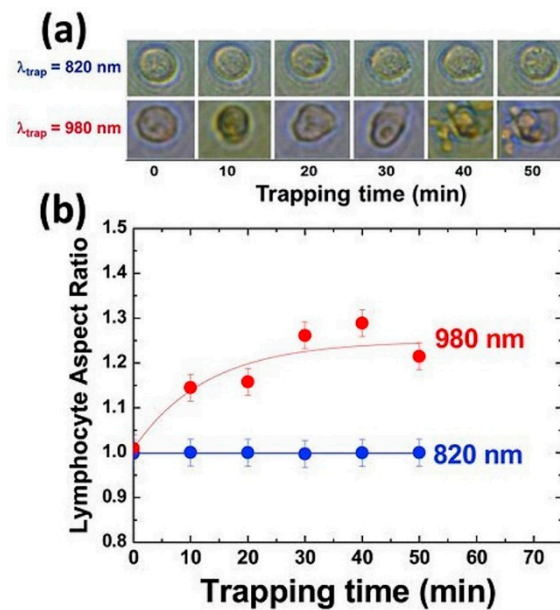 (a)
λtrap = 820 nm
λtrap = 980 nm
0 10 20 30 40 50
Trapping time (min)
(b)
Lymphocyte Aspect Ratio
1.5
1.4
1.3
1.2
1.1
1.0
0.9
0.8
980 nm
820 nm
0 10 20 30 40 50 60 70
Trapping time (min)